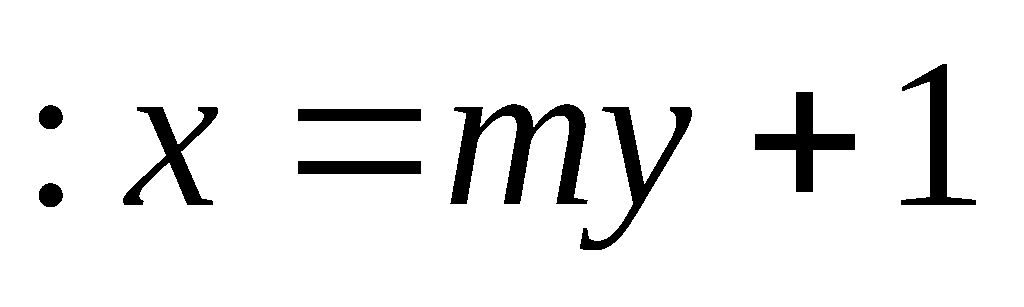 : x = my + 1